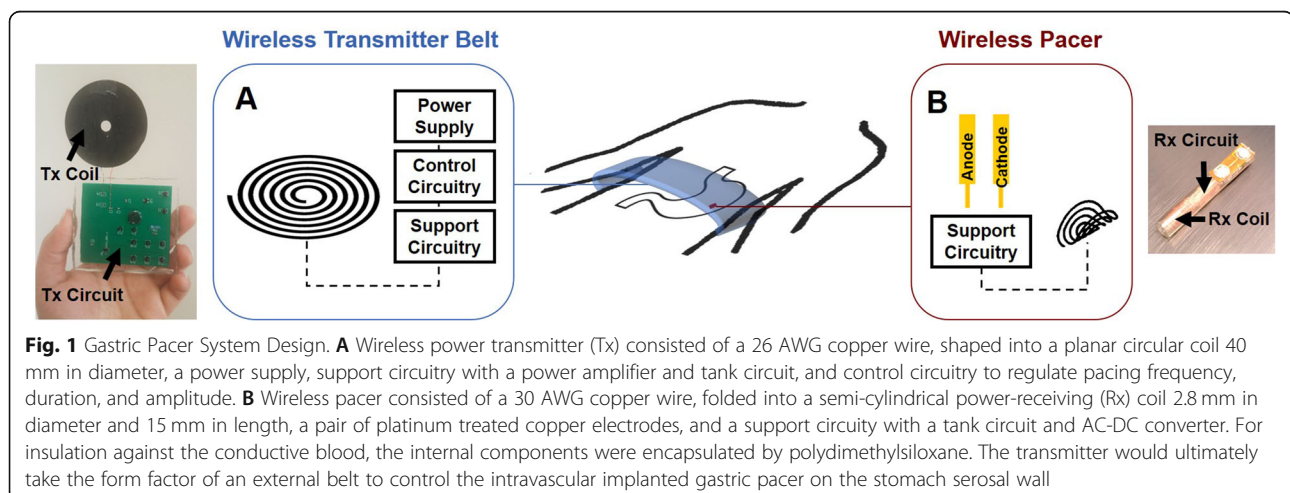 Wireless Transmitter Belt
Wireless Pacer
Tx Coil
Tx Circuit
A
Power
Supply
Control
Circuitry
Support
Circuitry
B
Anode
Cathode
Support
Circuitry
Rx Circuit
Rx Coil
Fig. 1 Gastric Pacer System Design. A Wireless power transmitter (Tx) consisted of a 26 AWG copper wire, shaped into a planar circular coil 40
mm in diameter, a power supply, support circuitry with a power amplifier and tank circuit, and control circuitry to regulate pacing frequency,
duration, and amplitude. B Wireless pacer consisted of a 30 AWG copper wire, folded into a semi-cylindrical power-receiving (Rx) coil 2.8 mm in
diameter and 15 mm in length, a pair of platinum treated copper electrodes, and a support circuity with a tank circuit and AC-DC converter. For
insulation against the conductive blood, the internal components were encapsulated by polydimethylsiloxane. The transmitter would ultimately
take the form factor of an external belt to control the intravascular implanted gastric pacer on the stomach serosal wall